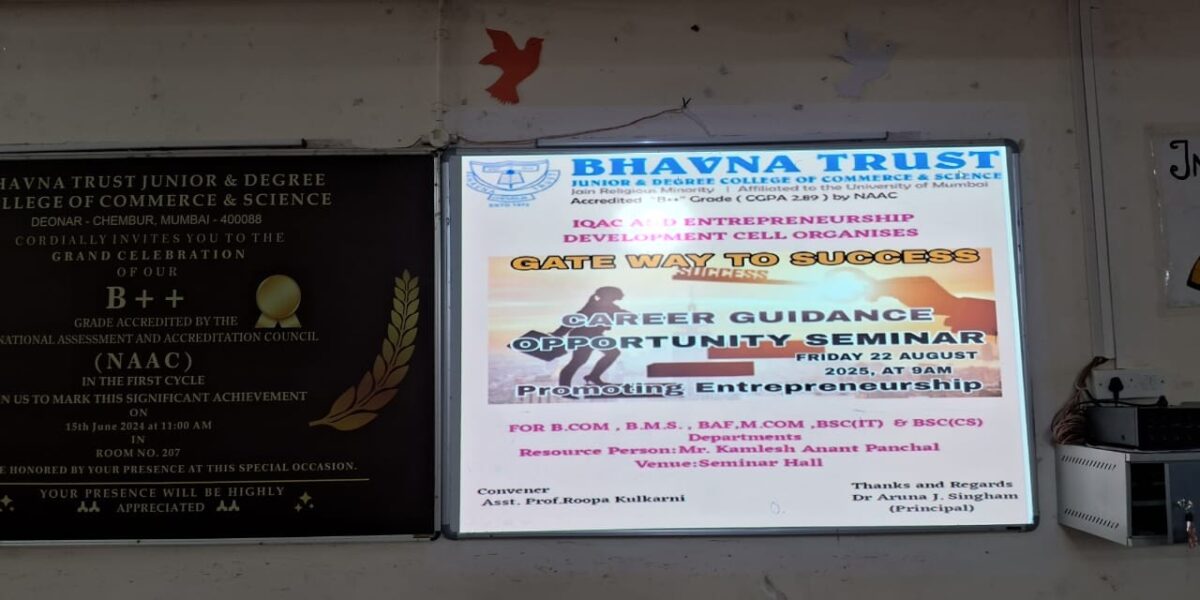 HAVNA TRUST JUNIOR & DEGREE
LLEGE OF COMMERCE & SCIENCE
DEONAR - CHEMBUR, MUMBAI - 400088
CORDIALLY INVITES YOU TO THE
GRAND CELEBRATION
OF OUR
B++
GRADE ACCREDITED BY THE
NATIONAL ASSESSMENT AND ACCREDITATION COUNCIL
(NAAC)
IN THE FIRST CYCLE
N US TO MARK THIS SIGNIFICANT ACHIEVEMENT
ON
15th June 2024 at 11:00 AM
IN
ROOM NO. 207
E HONORED BY YOUR PRESENCE AT THIS SPECIAL OCCASION.
YOUR PRESENCE WILL BE HIGHLY
APPRECIATED
BHAVNA TRUST
JUNIOR & DEGREE COLLEGE OF COMMERCE & SCIENCE
Jain Religious Minority | Affiliated to the University of Mumbai
Accredited "B++" Grade ( CGPA 2.89 ) by NAAC
IQAC AND ENTREPRENEURSHIP
DEVELOPMENT CELL ORGANISES
GATE WAY TO SUCCESS
SUCCESS
CAREER GUIDANCE
OPPORTUNITY SEMINAR
FRIDAY 22 AUGUST
2025, AT 9AM
Promoting Entrepreneurship
FOR B.COM , B.M.S. , BAF,M.COM ,BSC(IT) & BSC(CS)
Departments
Resource Person:Mr. Kamlesh Anant Panchal
Venue:Seminar Hall
Convener
Asst. Prof.Roopa Kulkarni
Thanks and Regards
Dr Aruna J. Singham
(Principal)